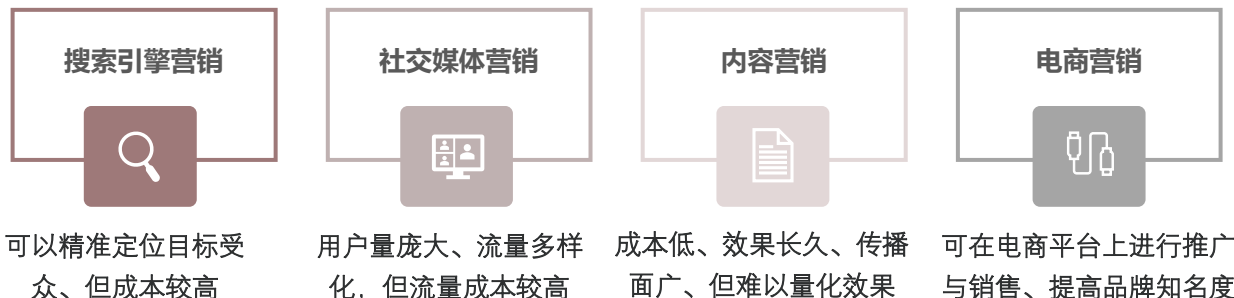 搜索引擎营销
社交媒体营销
内容营销
电商营销
可以精准定位目标受
众、但成本较高
用户量庞大、流量多样
化，但流量成本较高
成本低、效果长久、传播
面广、但难以量化效果
可在电商平台上进行推广
与销售、提高品牌知名度